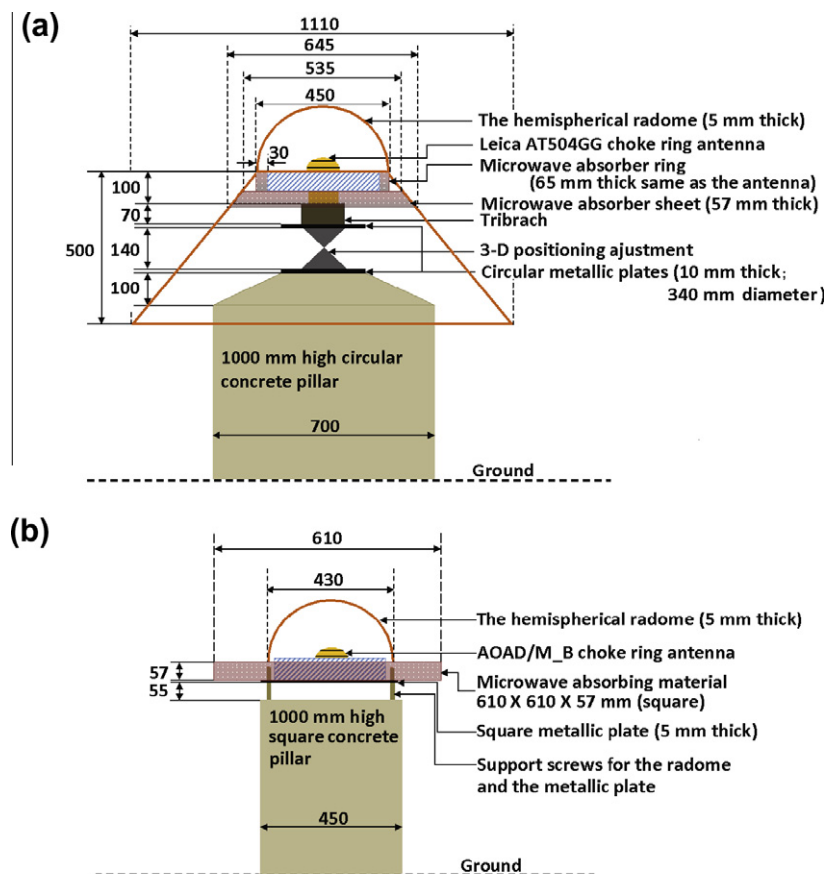 (a)
1110
645
535
450
The hemispherical radome (5 mm thick)
Leica AT504GG choke ring antenna
30
Microwave absorber ring
(65 mm thick same as the antenna)
100
Microwave absorber sheet (57 mm thick)
70
Tribrach
500
140
3-D positioning ajustment
Circular metallic plates (10 mm thick;
100
340 mm diameter)
1000 mm high circular
concrete pillar
700
Ground
(b)
610
430
The hemispherical radome (5 mm thick)
AOAD/M_B choke ring antenna
57
Microwave absorbing material
610 X 610 X 57 mm (square)
55
Square metallic plate (5 mm thick)
1000 mm high
square concrete
pillar
Support screws for the radome
and the metallic plate
450
Ground